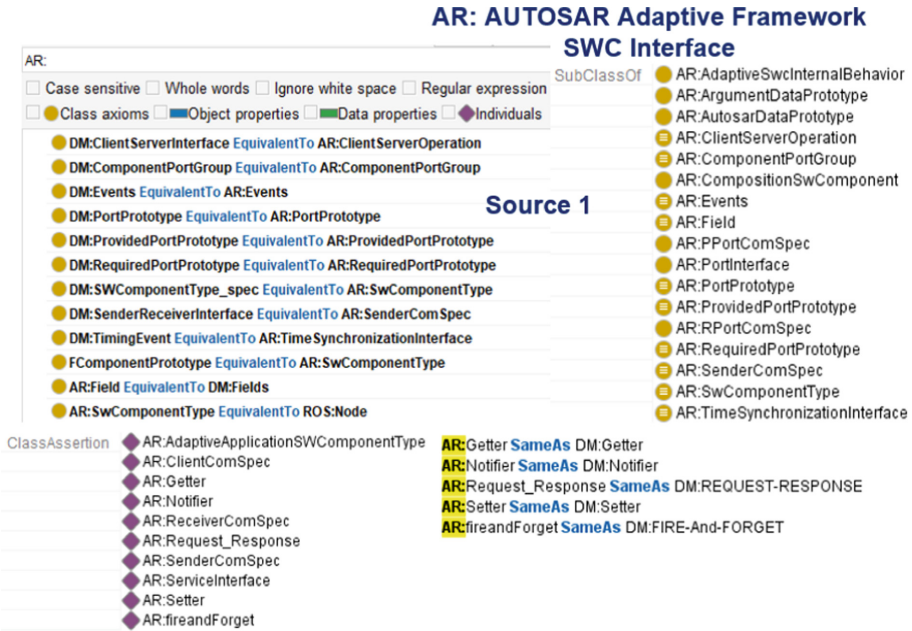 AR: AUTOSAR Adaptive Framework
SWC Interface
AR:
Case sensitive Whole words Ignore white space Regular expression
Class axioms Object properties Data properties Individuals
DM:ClientServerInterface EquivalentTo AR:ClientServerOperation
DM:ComponentPortGroup EquivalentTo AR:ComponentPortGroup
DM:Events EquivalentTo AR:Events
DM:PortPrototype EquivalentTo AR:PortPrototype
DM:ProvidedPortPrototype EquivalentTo AR:ProvidedPortPrototype
DM:RequiredPortPrototype EquivalentTo AR:RequiredPortPrototype
DM:SWComponentType_spec EquivalentTo AR:SwComponentType
DM:SenderReceiverInterface EquivalentTo AR:SenderComSpec
DM:TimingEvent EquivalentTo AR:TimeSynchronizationInterface
FComponentPrototype EquivalentTo AR:SwComponentType
AR:Field EquivalentTo DM:Fields
AR:SwComponentType EquivalentTo ROS:Node
Source 1
SubClassOf AR:AdaptiveSwcInternalBehavior
AR:ArgumentDataPrototype
AR:AutosarDataPrototype
AR:ClientServerOperation
AR:ComponentPortGroup
AR:CompositionSwComponent
AR:Events
AR:Field
AR:PPortComSpec
AR:PortInterface
AR:PortPrototype
AR:ProvidedPortPrototype
AR:RPortComSpec
AR:RequiredPortPrototype
AR:SenderComSpec
AR:SwComponentType
AR:TimeSynchronizationInterface
ClassAssertion AR:AdaptiveApplicationSWComponentType
AR:ClientComSpec
AR:Getter
AR:Notifier
AR:ReceiverComSpec
AR:Request_Response
AR:SenderComSpec
AR:ServiceInterface
AR:Setter
AR:fireandForget
AR:Getter SameAs DM:Getter
AR:Notifier SameAs DM:Notifier
AR:Request_Response SameAs DM:REQUEST-RESPONSE
AR:Setter SameAs DM:Setter
AR:fireandForget SameAs DM:FIRE-And-FORGET